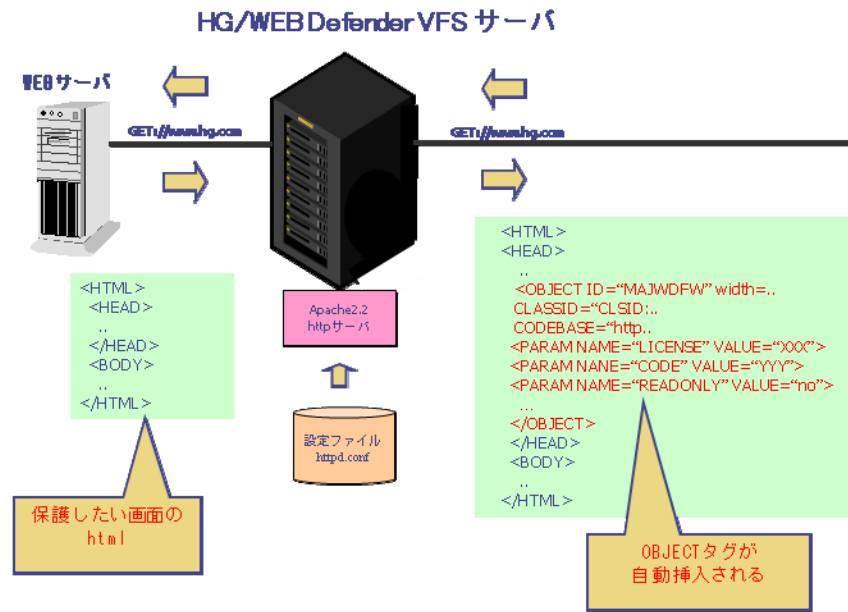 HG/WEB Defender VFS サーバ
WEBサーバ
GET://www.hg.com
GET://www.hg.com
<HTML>
<HEAD>
..
</HEAD>
<BODY>
..
</HTML>
Apache2.2
httpサーバ
設定ファイル
httpd.conf
保護したい画面の
html
<HTML>
<HEAD>
..
<OBJECT ID=“MAJWDFW” width=..
CLASSID=“CLSID:..
CODEBASE=“http..
<PARAM NAME=“LICENSE” VALUE=“XXX”>
<PARAM NANE=“CODE” VALUE=“YYY”>
<PARAM NAME=“READONLY” VALUE=“no”>
...
</OBJECT>
</HEAD>
<BODY>
..
</HTML>
OBJECTタグが
自動挿入される